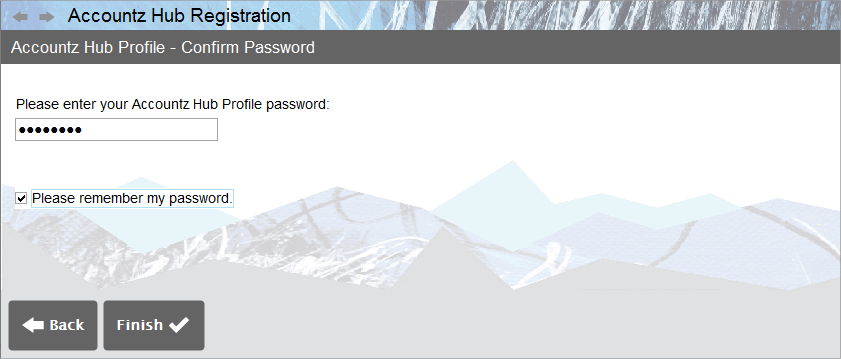 Accountz Hub Registration
Accountz Hub Profile - Confirm Password
Please enter your Accountz Hub Profile password:
●●●●●●●●
Please remember my password.
Back
Finish